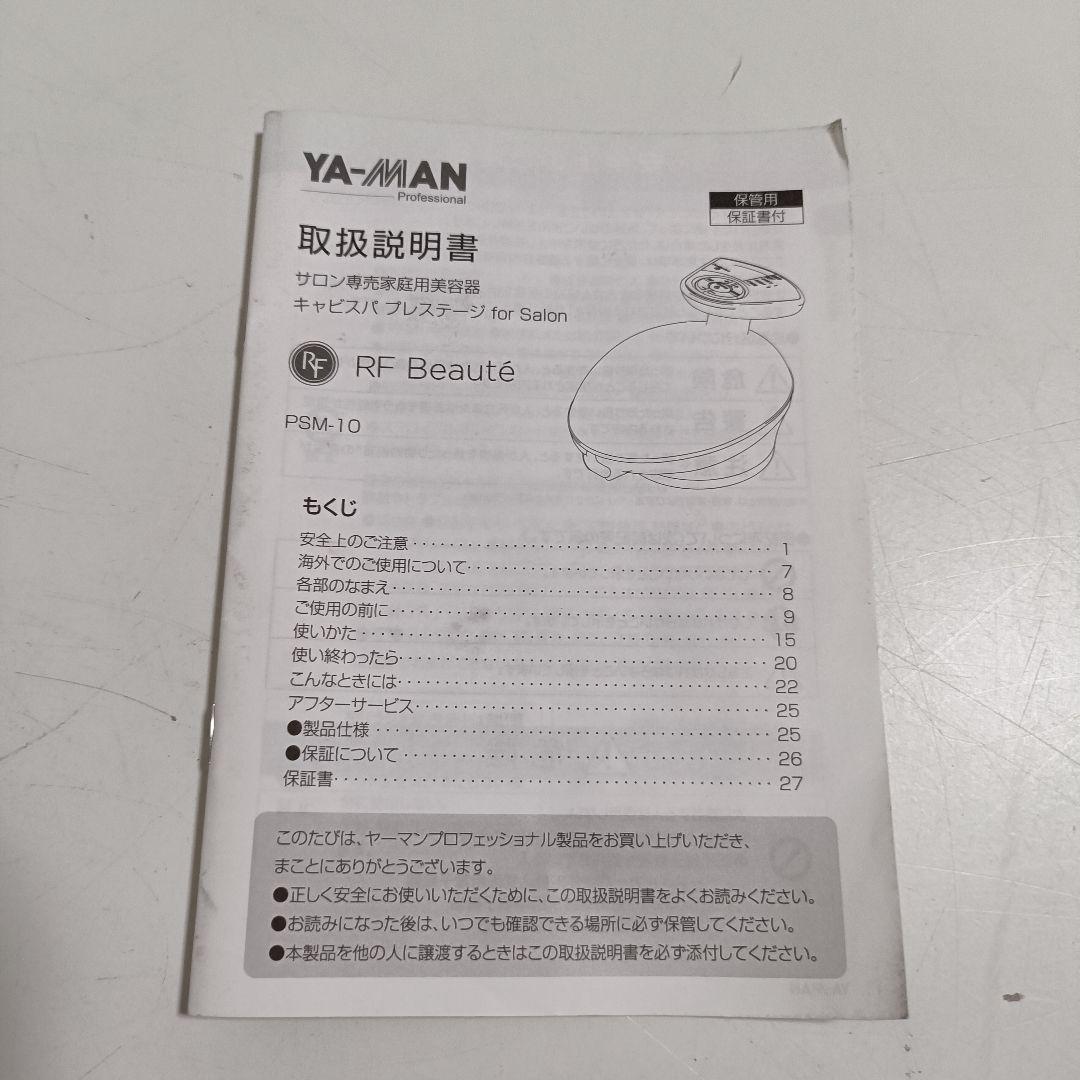 YA-MAN
Professional
保管用
保証書付
取扱説明書
サロン専売家庭用美容器
キャビスパ プレステージ for Salon
RF RF Beauté
PSM-10
もくじ
安全上のご注意 1
海外でのご使用について 7
各部のなまえ 8
ご使用の前に 9
使いかた 15
使い終わったら 20
こんなときには 22
アフターサービス 25
●製品仕様 25
●保証について 26
保証書 27
このたびは、ヤーマンプロフェッショナル製品をお買い上げいただき、
まことにありがとうございます。
●正しく安全にお使いいただくために、この取扱説明書をよくお読みください。
●お読みになった後は、いつでも確認できる場所に必ず保管してください。
●本製品を他の人に譲渡するときはこの取扱説明書を必ず添付してください。